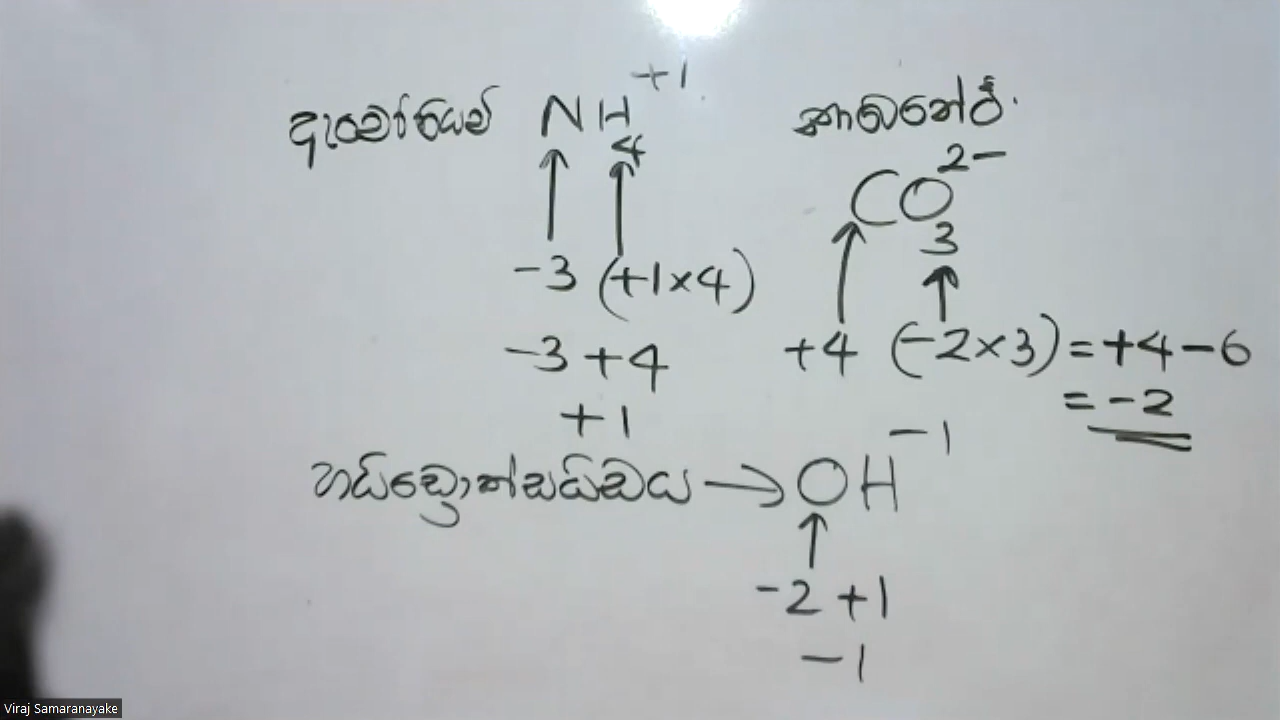 ඇමෝනියම් NH₄⁺¹
-3 (+1×4)
-3 +4
+1
කාබනේට්
CO₃²⁻
+4 (-2×3) = +4-6
= -2
හයිඩ්‍රොක්සයිඩය → OH⁻¹
-2 +1
-1
Viraj Samaranayake